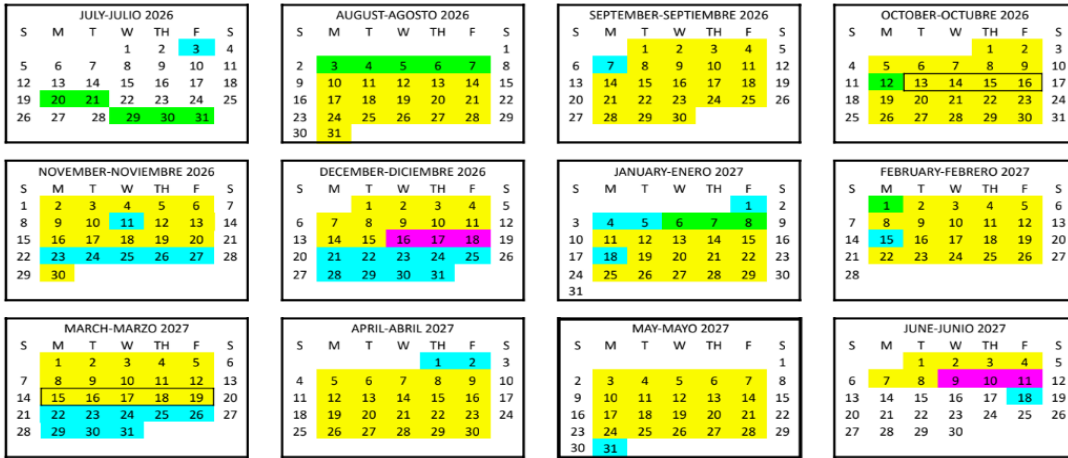 JULY-JULIO 2026
S M T W TH F S
1 2 3 4
5 6 7 8 9 10 11
12 13 14 15 16 17 18
19 20 21 22 23 24 25
26 27 28 29 30 31
AUGUST-AGOSTO 2026
S M T W TH F S
1
2 3 4 5 6 7 8
9 10 11 12 13 14 15
16 17 18 19 20 21 22
23 24 25 26 27 28 29
30 31
SEPTEMBER-SEPTIEMBRE 2026
S M T W TH F S
1 2 3 4 5
6 7 8 9 10 11 12
13 14 15 16 17 18 19
20 21 22 23 24 25 26
27 28 29 30
OCTOBER-OCTUBRE 2026
S M T W TH F S
1 2 3
4 5 6 7 8 9 10
11 12 13 14 15 16 17
18 19 20 21 22 23 24
25 26 27 28 29 30 31
NOVEMBER-NOVIEMBRE 2026
S M T W TH F S
1 2 3 4 5 6 7
8 9 10 11 12 13 14
15 16 17 18 19 20 21
22 23 24 25 26 27 28
29 30
DECEMBER-DICIEMBRE 2026
S M T W TH F S
1 2 3 4 5
6 7 8 9 10 11 12
13 14 15 16 17 18 19
20 21 22 23 24 25 26
27 28 29 30 31
JANUARY-ENERO 2027
S M T W TH F S
1 2
3 4 5 6 7 8 9
10 11 12 13 14 15 16
17 18 19 20 21 22 23
24 25 26 27 28 29 30
31
FEBRUARY-FEBRERO 2027
S M T W TH F S
1 2 3 4 5 6
7 8 9 10 11 12 13
14 15 16 17 18 19 20
21 22 23 24 25 26 27
28
MARCH-MARZO 2027
S M T W TH F S
1 2 3 4 5 6
7 8 9 10 11 12 13
14 15 16 17 18 19 20
21 22 23 24 25 26 27
28 29 30 31
APRIL-ABRIL 2027
S M T W TH F S
1 2 3
4 5 6 7 8 9 10
11 12 13 14 15 16 17
18 19 20 21 22 23 24
25 26 27 28 29 30
MAY-MAYO 2027
S M T W TH F S
1
2 3 4 5 6 7 8
9 10 11 12 13 14 15
16 17 18 19 20 21 22
23 24 25 26 27 28 29
30 31
JUNE-JUNIO 2027
S M T W TH F S
1 2 3 4 5
6 7 8 9 10 11 12
13 14 15 16 17 18 19
20 21 22 23 24 25 26
27 28 29 30